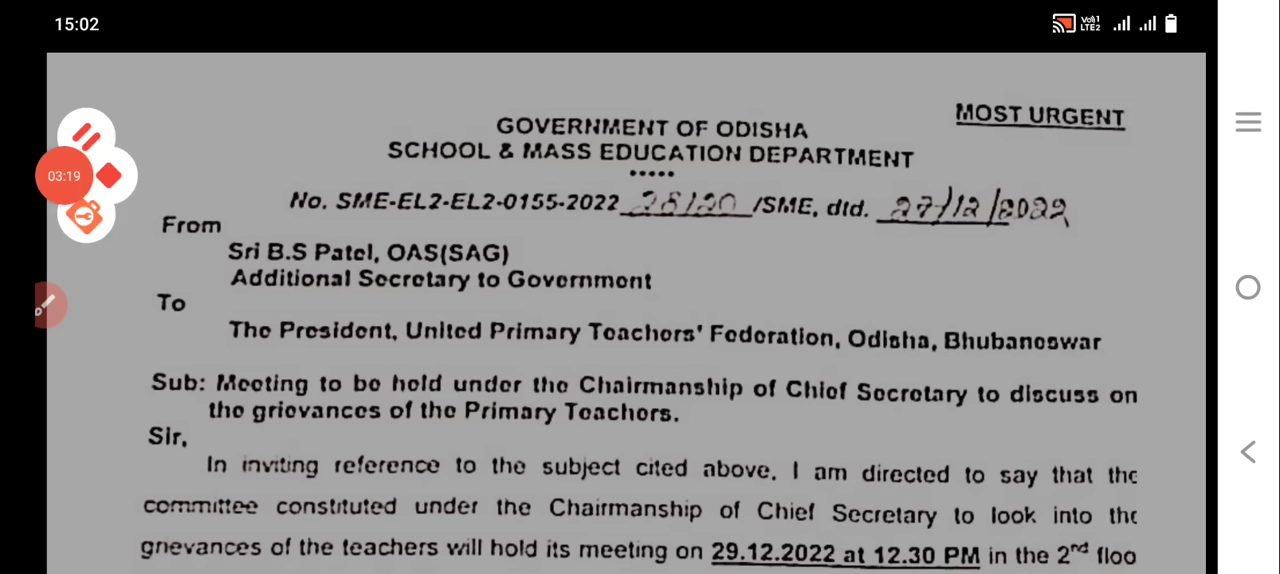 15:02
Vo1
LTE2
MOST URGENT
GOVERNMENT OF ODISHA
SCHOOL & MASS EDUCATION DEPARTMENT
•••••
No. SME-EL2-EL2-0155-2022 28120 /SME, dtd. 27/12/2022
03:19
From
Sri B.S Patel, OAS(SAG)
Additional Secretary to Government
To
The President, United Primary Teachers' Federation, Odisha, Bhubaneswar
Sub: Meeting to be held under the Chairmanship of Chief Secretary to discuss on
the grievances of the Primary Teachers.
Sir,
In inviting reference to the subject cited above, I am directed to say that the
committee constituted under the Chairmanship of Chief Secretary to look into the
grievances of the teachers will hold its meeting on 29.12.2022 at 12.30 PM in the 2nd floo